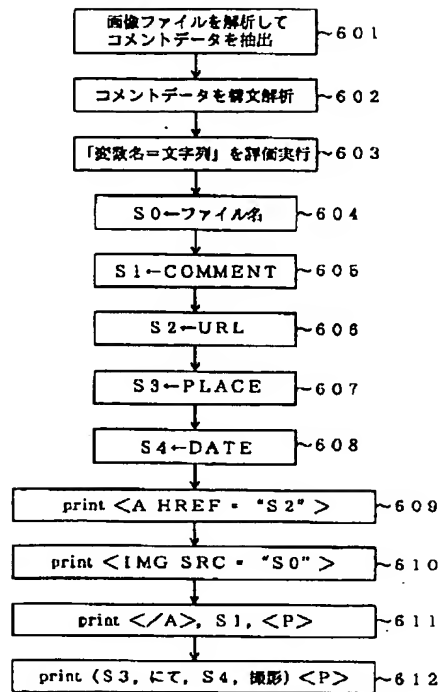 画像ファイルを解析して
コメントデータを抽出 ~601
コメントデータを構文解析 ~602
「変数名=文字列」を評価実行 ~603
S0←ファイル名 ~604
S1←COMMENT ~605
S2←URL ~606
S3←PLACE ~607
S4←DATE ~608
print <A HREF = "S2"> ~609
print <IMG SRC = "S0"> ~610
print </A>, S1, <P> ~611
print (S3, にて, S4, 撮影) <P> ~612